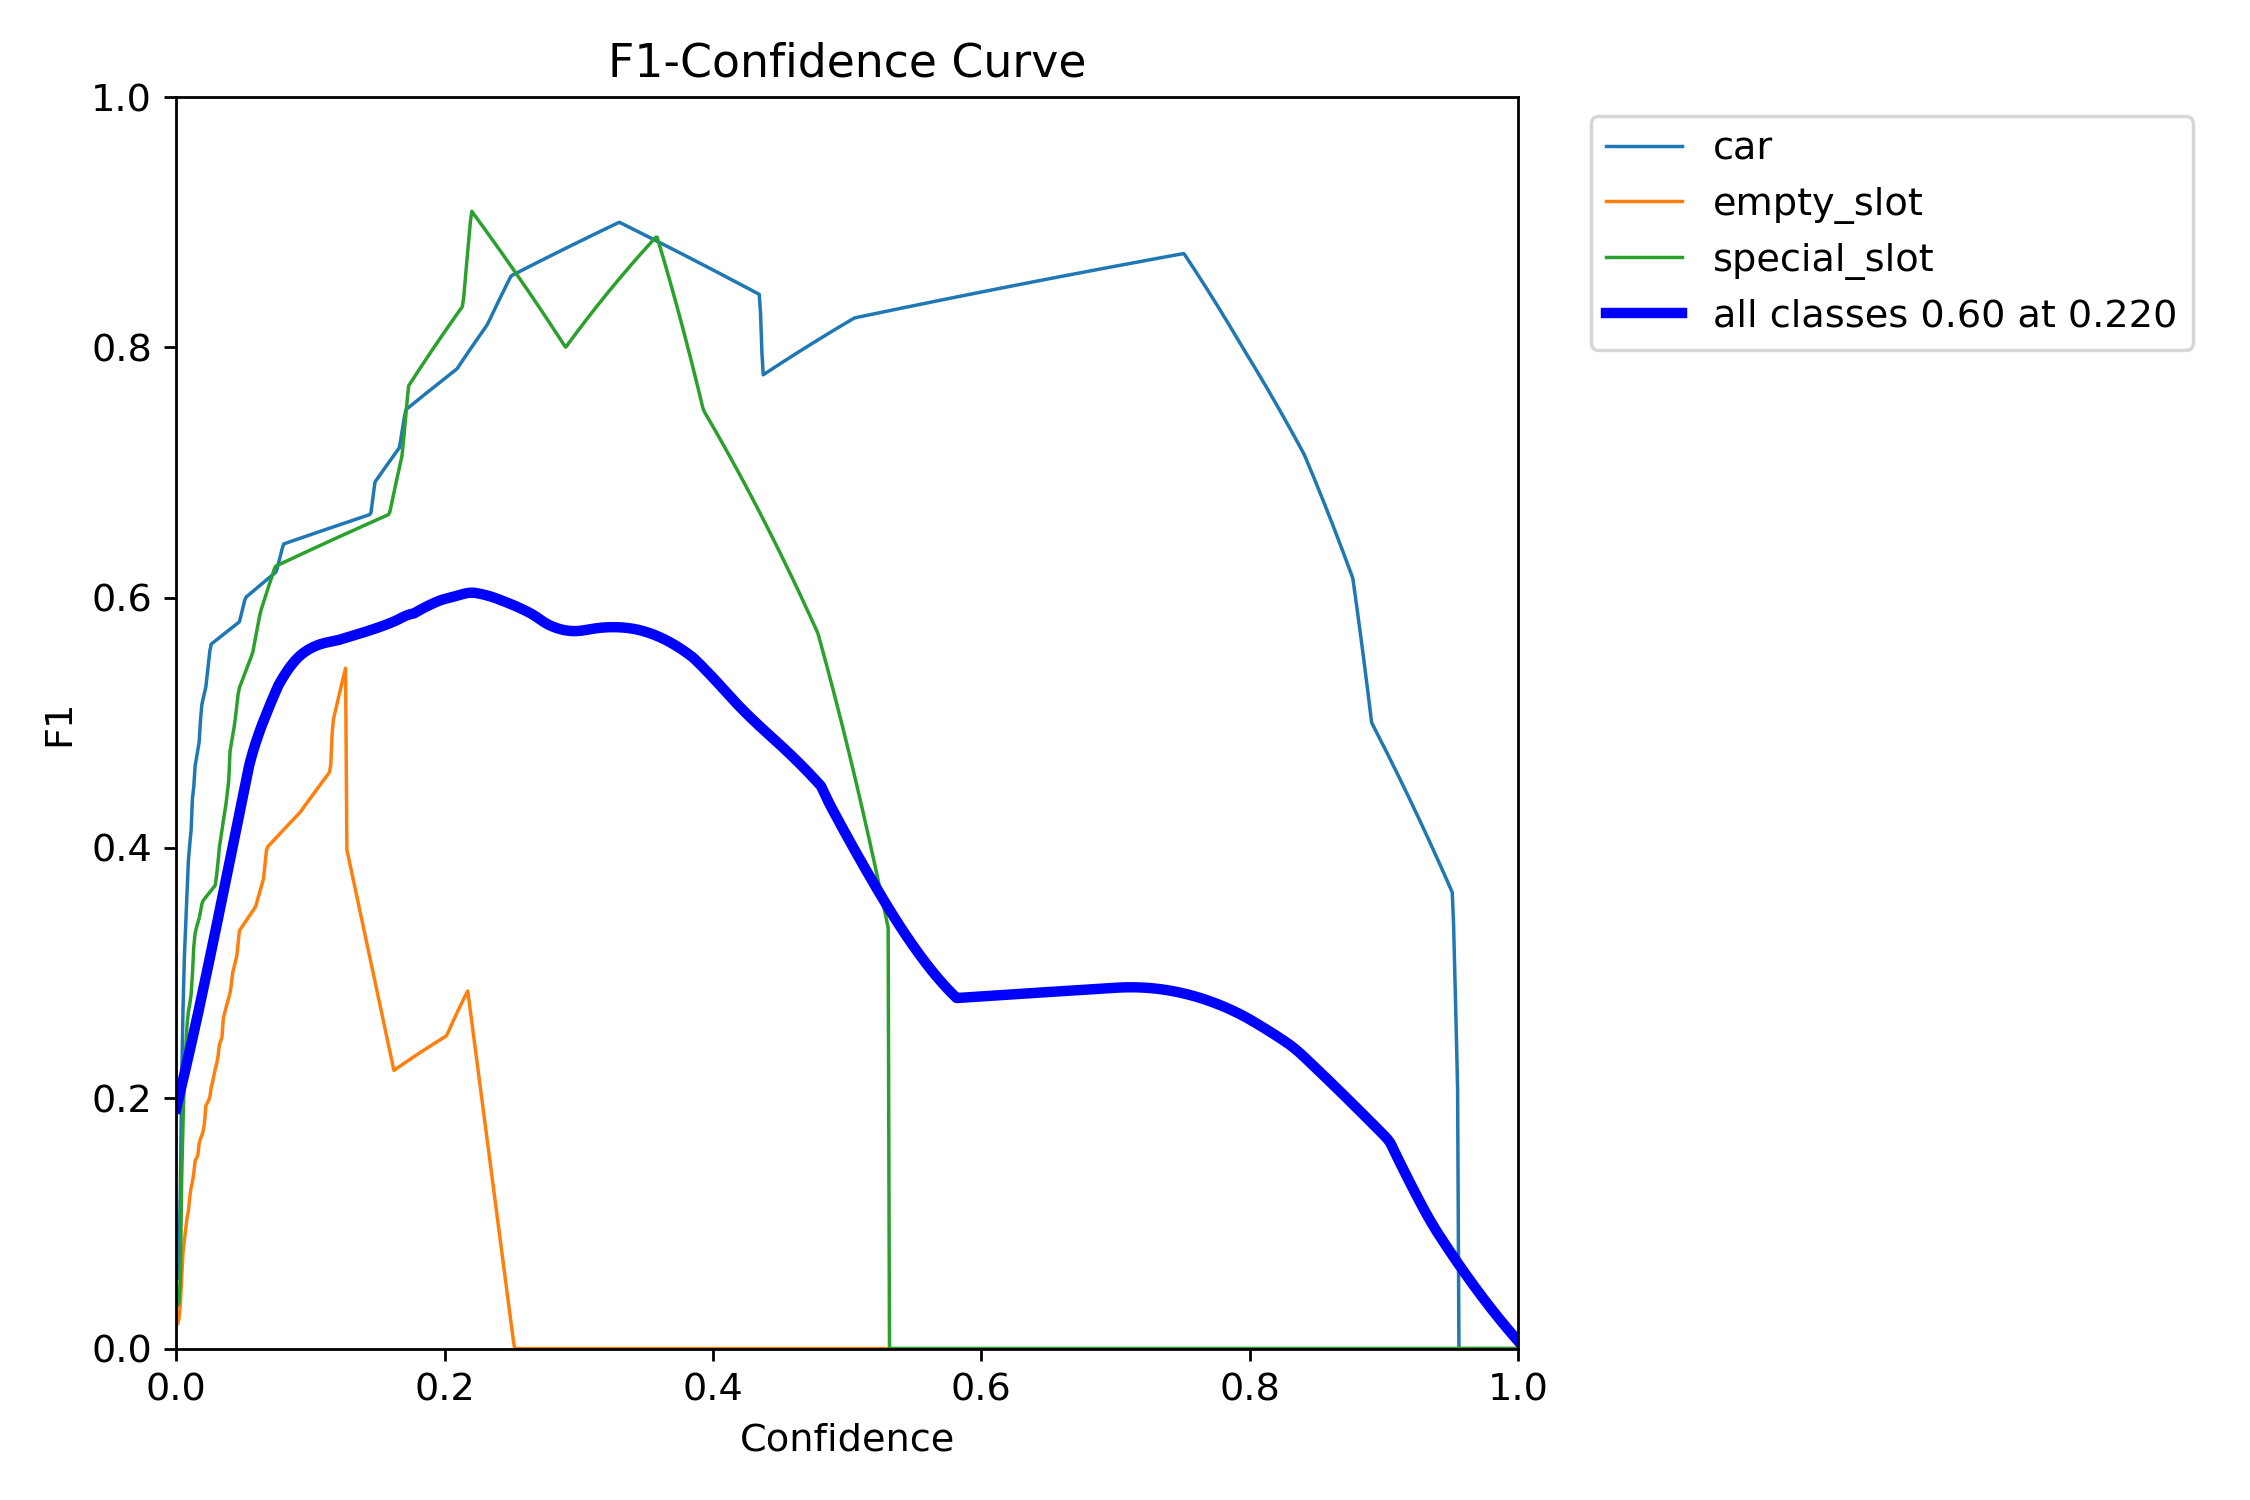 F1-Confidence Curve
1.0
0.8
0.6
0.4
0.2
0.0
F1
0.0 0.2 0.4 0.6 0.8 1.0
Confidence
car
empty_slot
special_slot
all classes 0.60 at 0.220